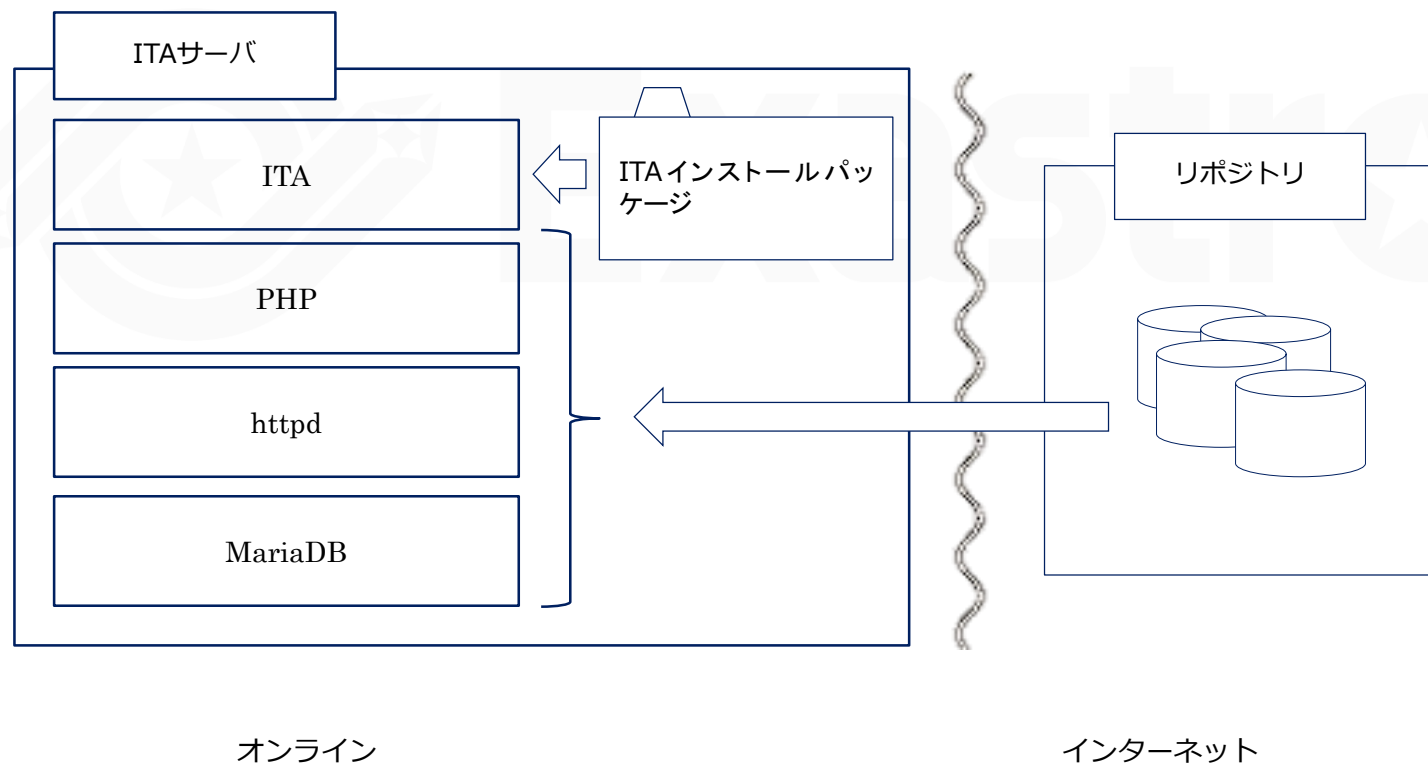 ITAサーバ
ITA
ITAインストールパッ
ケージ
リポジトリ
PHP
httpd
MariaDB
オンライン
インターネット
Exastro